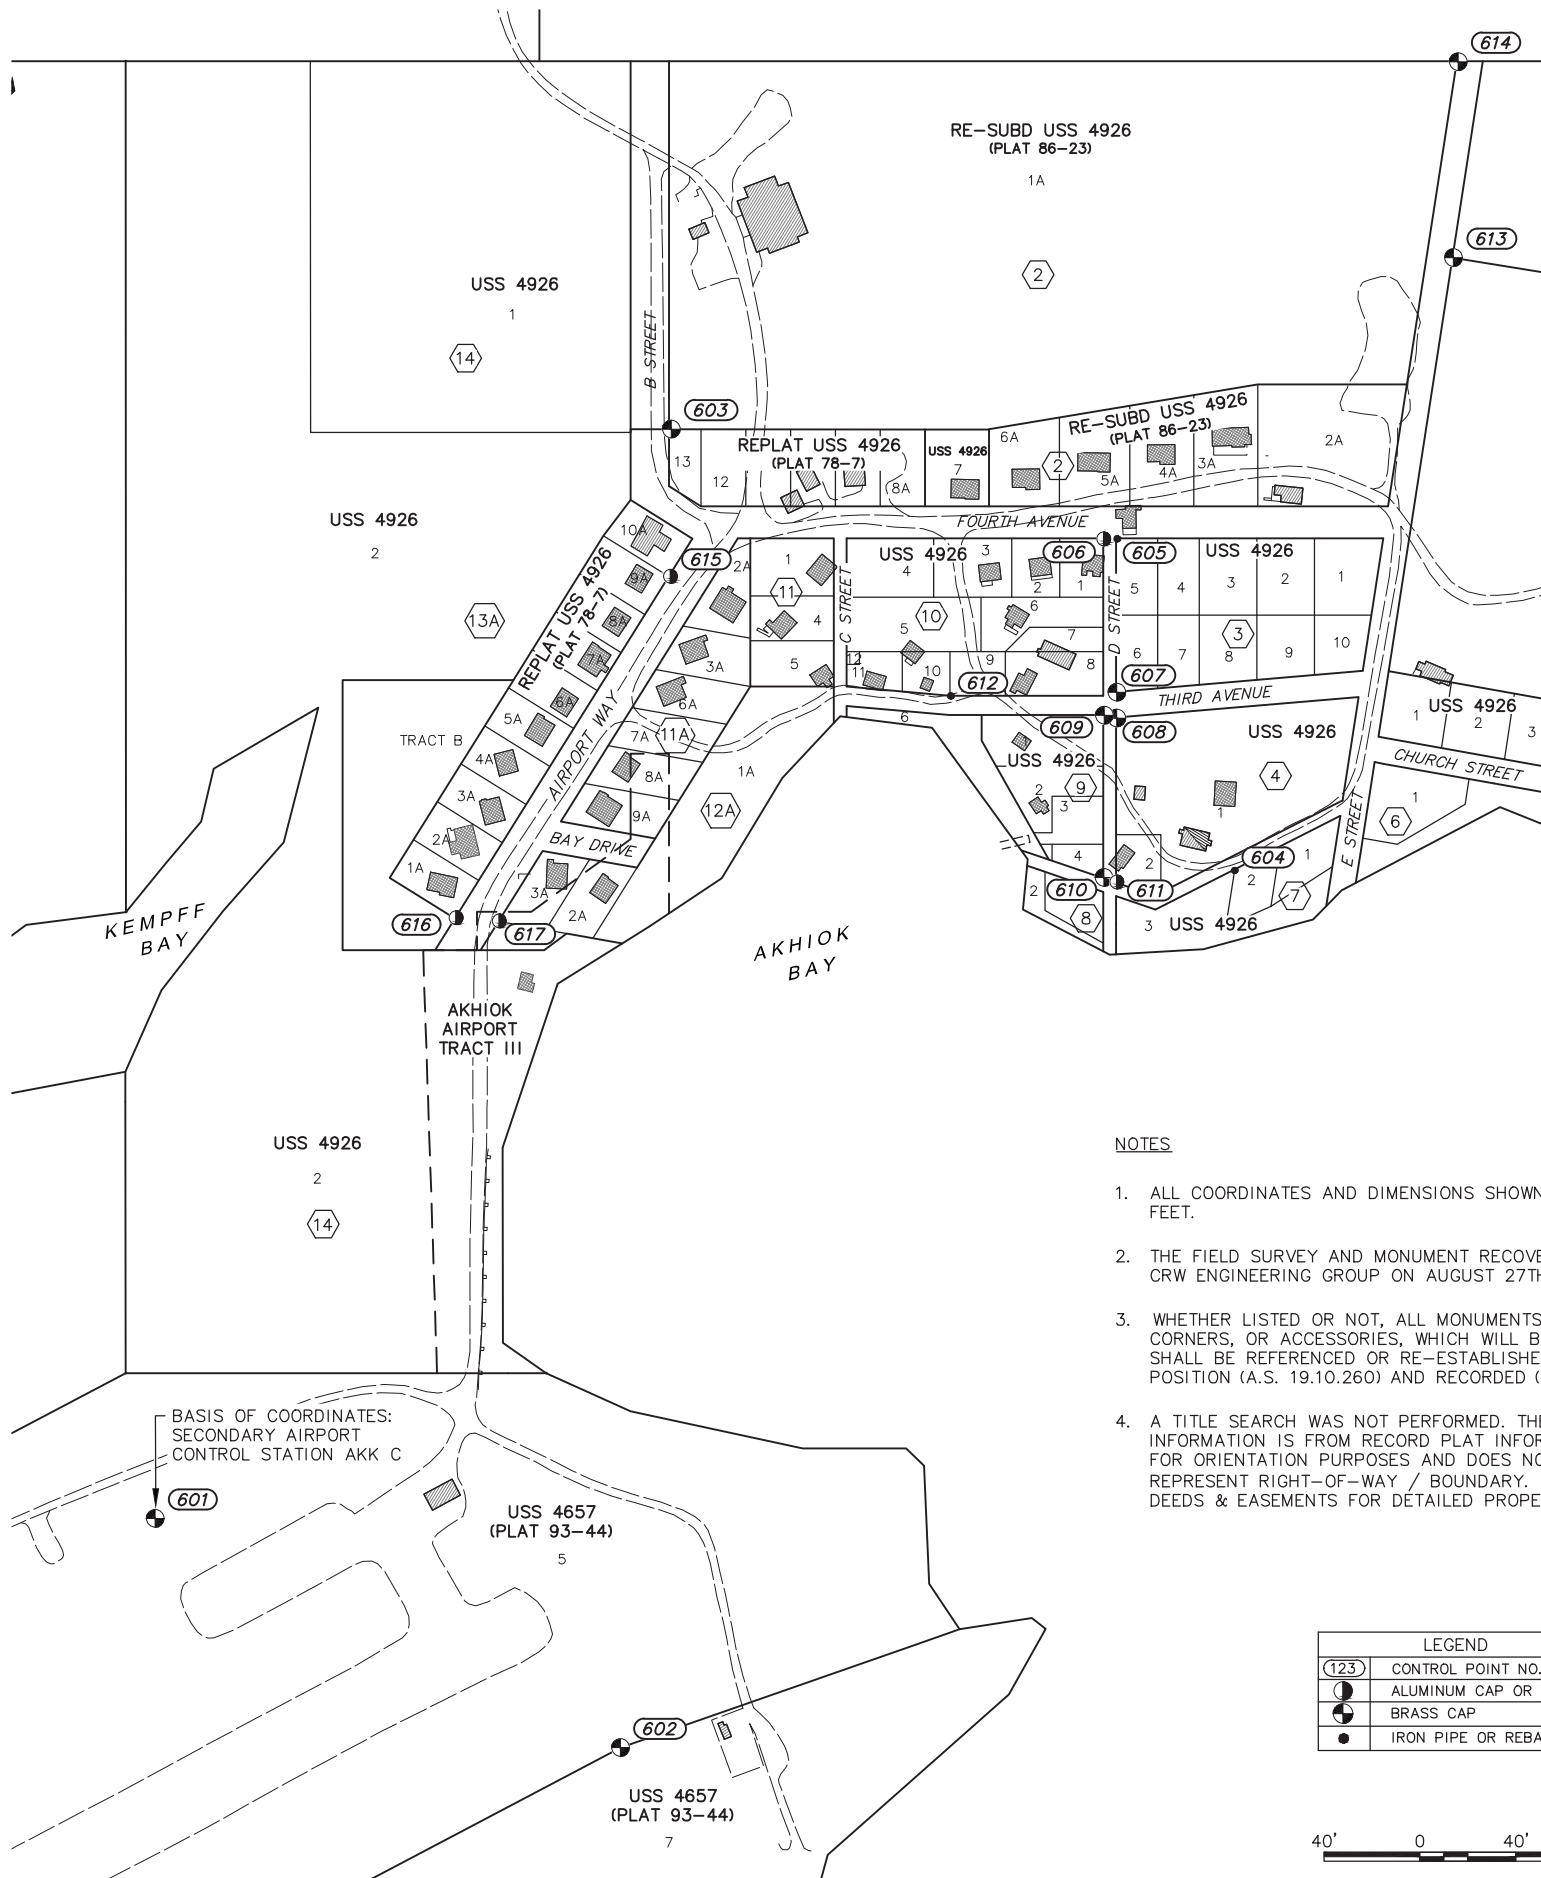 614
RE-SUBD USS 4926
(PLAT 86-23)
1A
613
2
USS 4926
1
14
B STREET
603
REPLAT USS 4926
(PLAT 78-7)
13
12
8A
USS 4926
7
6A
RE-SUBD USS 4926
(PLAT 86-23)
2
5A
4A
3A
2A
USS 4926
2
13A
FOURTH AVENUE
10A
615
9A
8A
7A
6A
5A
4A
3A
2A
1A
REPLAT USS 4926
(PLAT 78-7)
TRACT B
AIRPORT WAY
2A
3A
6A
7A
11A
8A
9A
BAY DRIVE
3A
2A
1
11
4
5
C STREET
USS 4926
4
3
2
1
606
605
10
5
6
7
12
11
10
9
8
612
D STREET
USS 4926
5
4
3
2
1
3
6
7
8
9
10
607
THIRD AVENUE
609
608
6
1A
12A
USS 4926
2
3
9
4
USS 4926
4
1
2
604
610
611
2
8
3
USS 4926
2
1
7
E STREET
1
USS 4926
2
3
CHURCH STREET
1
6
616
617
KEMPFF
BAY
AKHIOK
BAY
AKHIOK
AIRPORT
TRACT III
USS 4926
2
14
NOTES
1. ALL COORDINATES AND DIMENSIONS SHOWN
FEET.
2. THE FIELD SURVEY AND MONUMENT RECOVE
CRW ENGINEERING GROUP ON AUGUST 27TH
3. WHETHER LISTED OR NOT, ALL MONUMENTS
CORNERS, OR ACCESSORIES, WHICH WILL B
SHALL BE REFERENCED OR RE-ESTABLISHE
POSITION (A.S. 19.10.260) AND RECORDED (
4. A TITLE SEARCH WAS NOT PERFORMED. THE
INFORMATION IS FROM RECORD PLAT INFOR
FOR ORIENTATION PURPOSES AND DOES NO
REPRESENT RIGHT-OF-WAY / BOUNDARY.
DEEDS & EASEMENTS FOR DETAILED PROPE
BASIS OF COORDINATES:
SECONDARY AIRPORT
CONTROL STATION AKK C
601
USS 4657
(PLAT 93-44)
5
602
USS 4657
(PLAT 93-44)
7
LEGEND
123 CONTROL POINT NO.
ALUMINUM CAP OR
BRASS CAP
IRON PIPE OR REBA
40' 0 40'